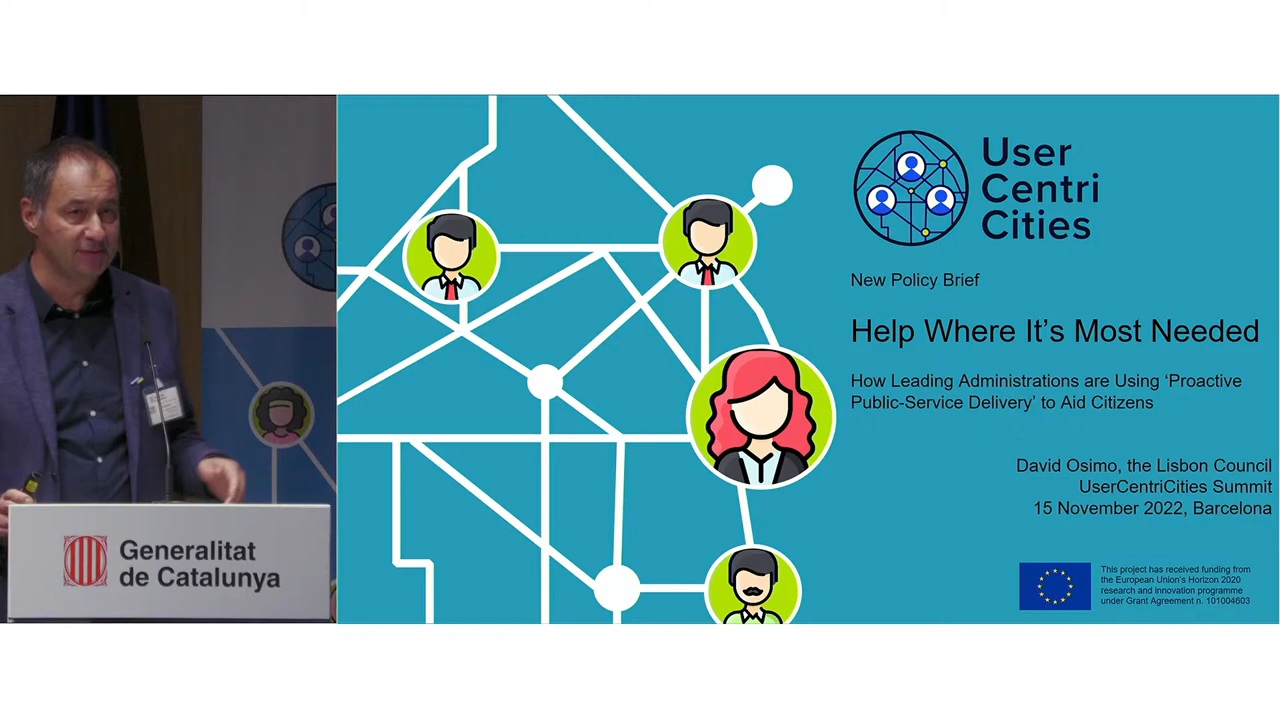 Generalitat
de Catalunya
User
Centri
Cities
New Policy Brief
Help Where It’s Most Needed
How Leading Administrations are Using ‘Proactive
Public-Service Delivery’ to Aid Citizens
David Osimo, the Lisbon Council
UserCentriCities Summit
15 November 2022, Barcelona
This project has received funding from
the European Union’s Horizon 2020
research and innovation programme
under Grant Agreement n. 101004603